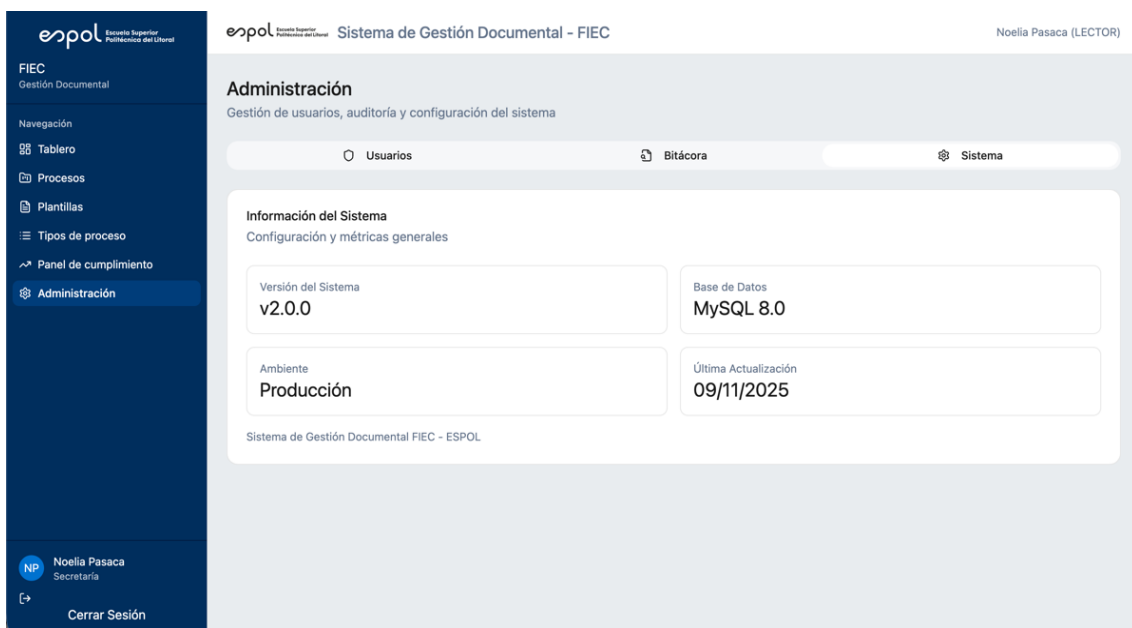 espol Escuela Superior
Politécnica del Litoral
FIEC
Gestión Documental
Navegación
Tablero
Procesos
Plantillas
Tipos de proceso
Panel de cumplimiento
Administración
NP
Noelia Pasaca
Secretaría
Cerrar Sesión
espol Escuela Superior
Politécnica del Litoral
Sistema de Gestión Documental - FIEC
Noelia Pasaca (LECTOR)
Administración
Gestión de usuarios, auditoría y configuración del sistema
Usuarios
Bitácora
Sistema
Información del Sistema
Configuración y métricas generales
Versión del Sistema
v2.0.0
Base de Datos
MySQL 8.0
Ambiente
Producción
Última Actualización
09/11/2025
Sistema de Gestión Documental FIEC - ESPOL